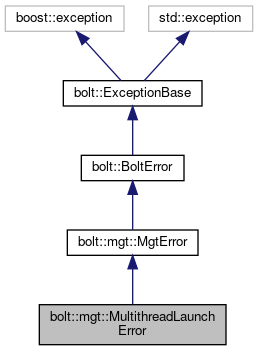 boost::exception
std::exception
bolt::ExceptionBase
bolt::BoltError
bolt::mgt::MgtError
bolt::mgt::MultithreadLaunch
Error